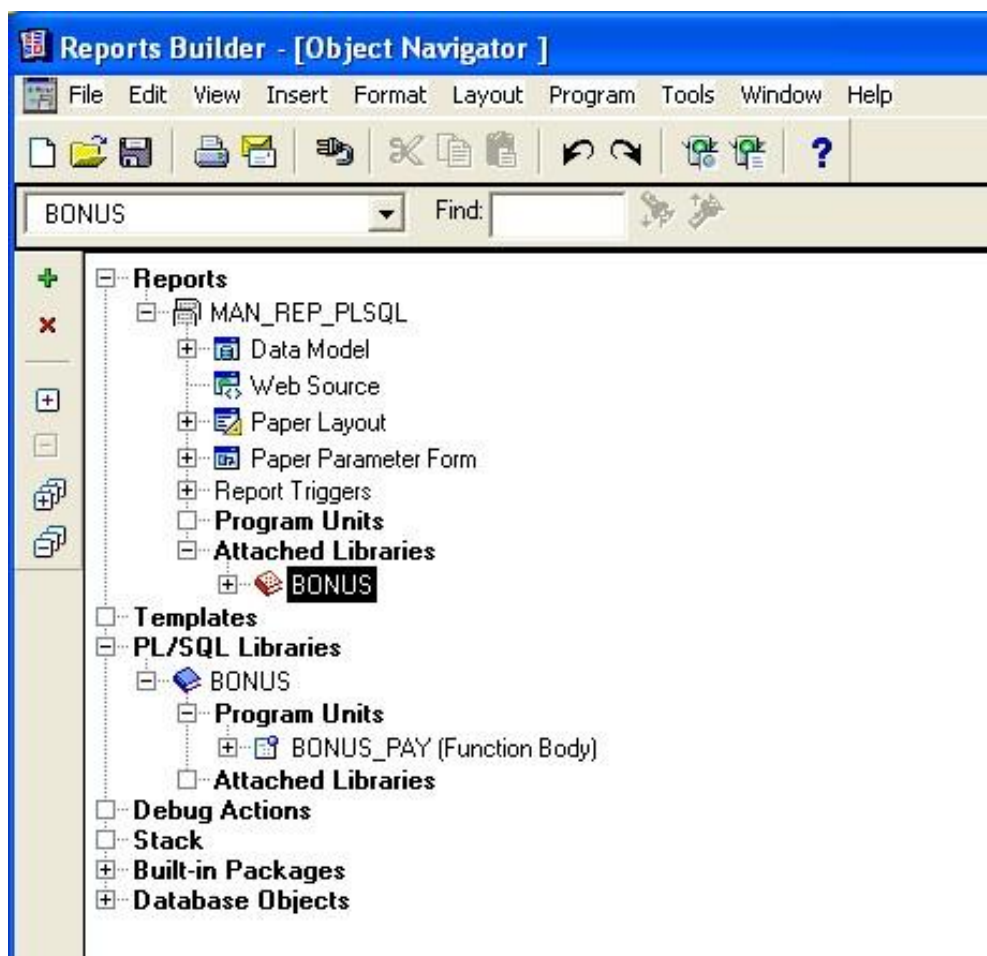 Reports Builder - [Object Navigator ]
File Edit View Insert Format Layout Program Tools Window Help
?
BONUS Find:
Reports
MAN_REP_PLSQL
Data Model
Web Source
Paper Layout
Paper Parameter Form
Report Triggers
Program Units
Attached Libraries
BONUS
Templates
PL/SQL Libraries
BONUS
Program Units
BONUS_PAY (Function Body)
Attached Libraries
Debug Actions
Stack
Built-in Packages
Database Objects